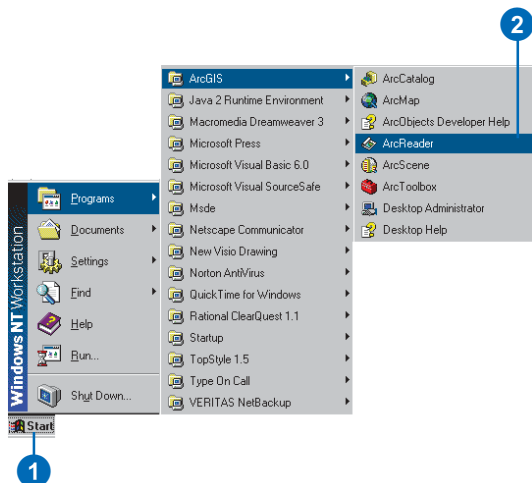 2
ArcGIS
Java 2 Runtime Environment
Macromedia Dreamweaver 3
Microsoft Press
Microsoft Visual Basic 6.0
Microsoft Visual SourceSafe
Msde
Netscape Communicator
New Visio Drawing
Norton AntiVirus
QuickTime for Windows
Rational ClearQuest 1.1
Startup
TopStyle 1.5
Type On Call
VERITAS NetBackup
ArcCatalog
ArcMap
ArcObjects Developer Help
ArcReader
ArcScene
ArcToolbox
Desktop Administrator
Desktop Help
Programs
Documents
Settings
Find
Help
Run...
Shut Down...
Windows NT Workstation
Start
1